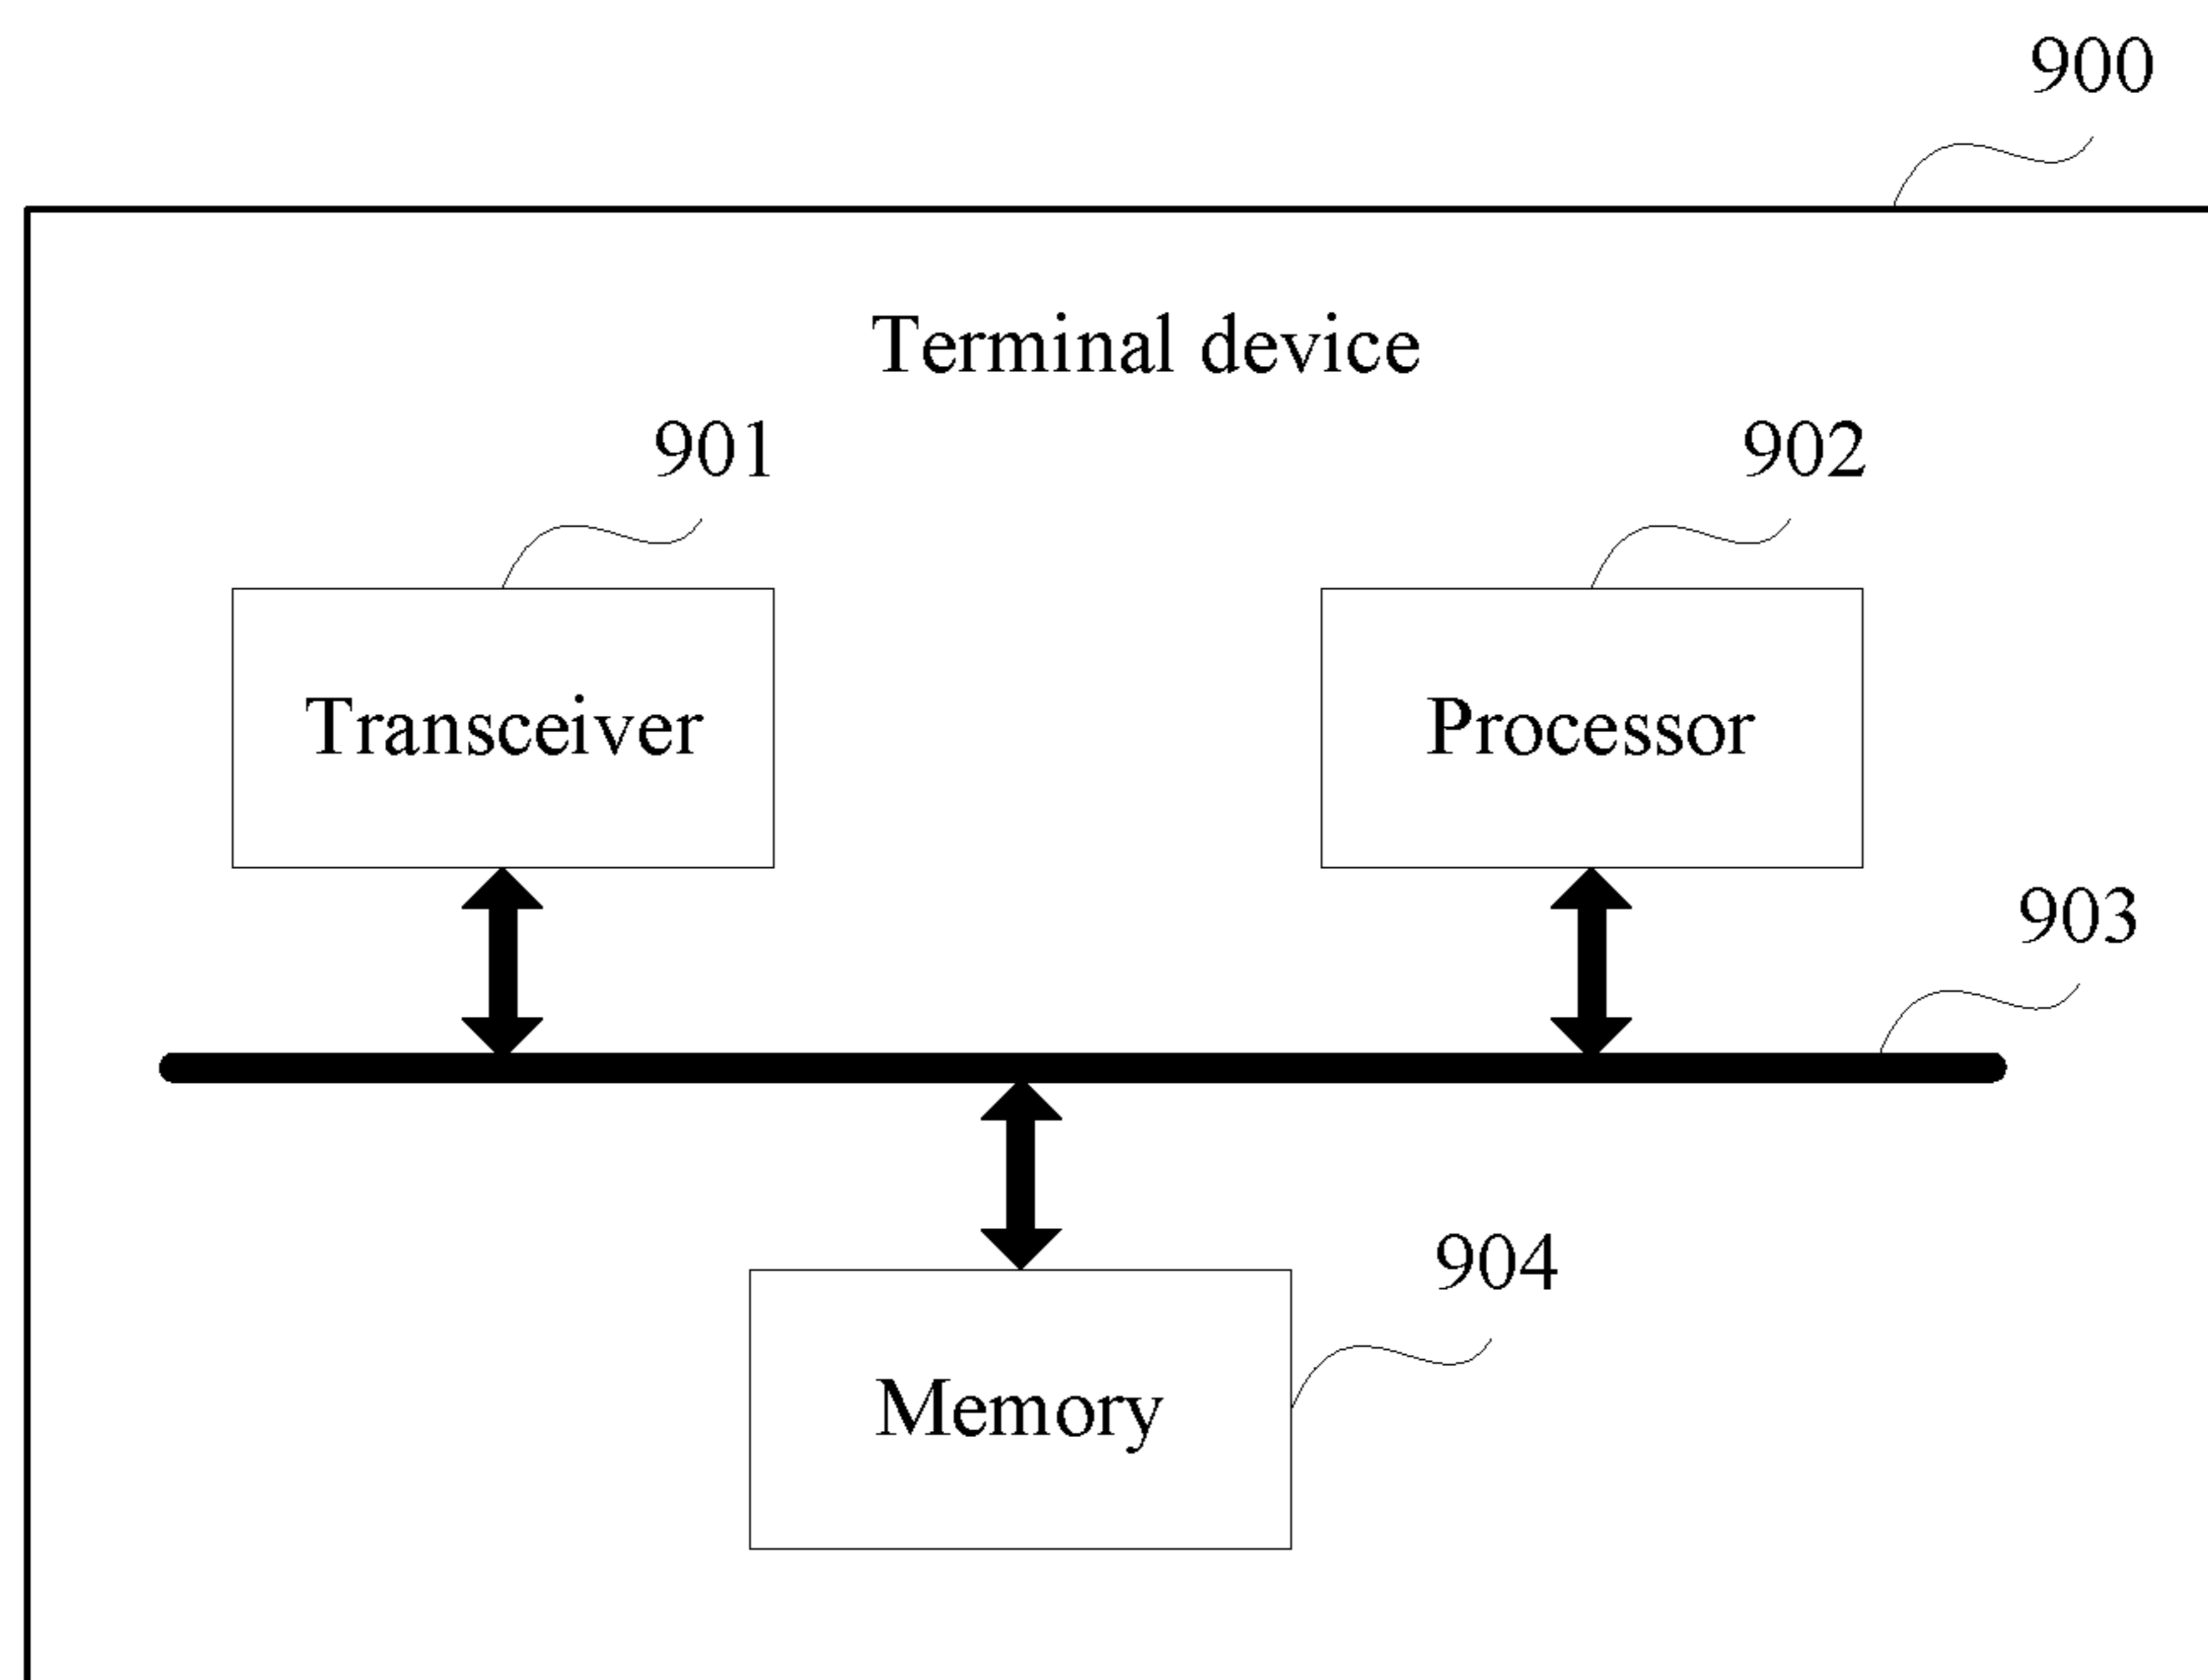 900
Terminal device
901
902
Transceiver
Processor
903
904
Memory